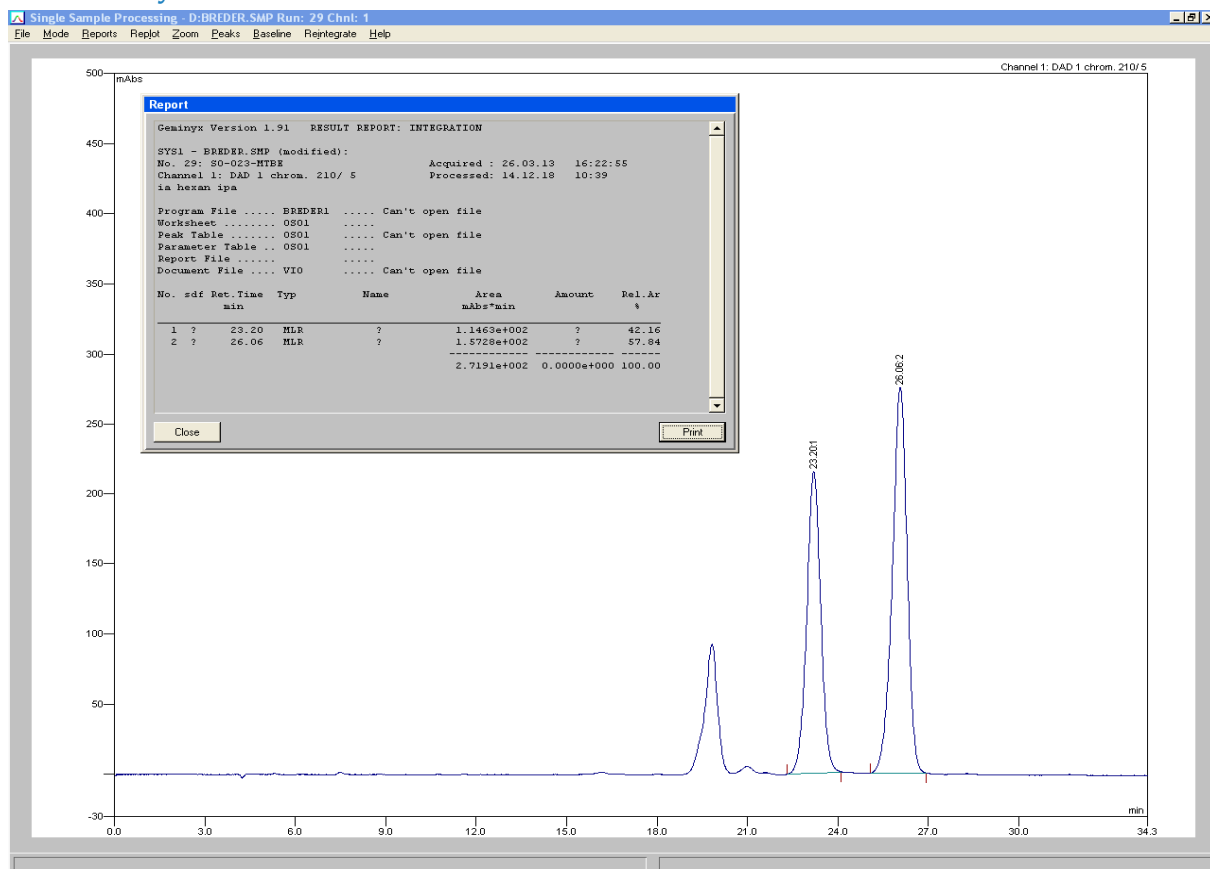 Single Sample Processing - D:BREDER.SMP Run: 29 Chnl: 1
File Mode Reports Replot Zoom Peaks Baseline Reintegrate Help
Channel 1: DAD 1 chrom. 210/ 5
500
mAbs
Report
Geminyx Version 1.91 RESULT REPORT: INTEGRATION
SYS1 - BREDER.SMP (modified):
No. 29: SO-023-MTBE Acquired : 26.03.13 16:22:55
Channel 1: DAD 1 chrom. 210/ 5 Processed: 14.12.18 10:39
ia hexan ipa
Program File ..... BREDER1 ..... Can't open file
Worksheet ........ OS01 .....
Peak Table ....... OS01 ..... Can't open file
Parameter Table .. OS01 .....
Report File ...... .....
Document File .... VIO ..... Can't open file
No. sdf Ret.Time Typ Name Area Amount Rel.Ar
min mAbs*min %
1 ? 23.20 MLR ? 1.1463e+002 ? 42.16
2 ? 26.06 MLR ? 1.5728e+002 ? 57.84
------------ ------------ ------
2.7191e+002 0.0000e+000 100.00
Close Print
450
400
350
300
250
200
150
100
50
-30
26.06:2
23.20:1
min
0.0 3.0 6.0 9.0 12.0 15.0 18.0 21.0 24.0 27.0 30.0 34.3